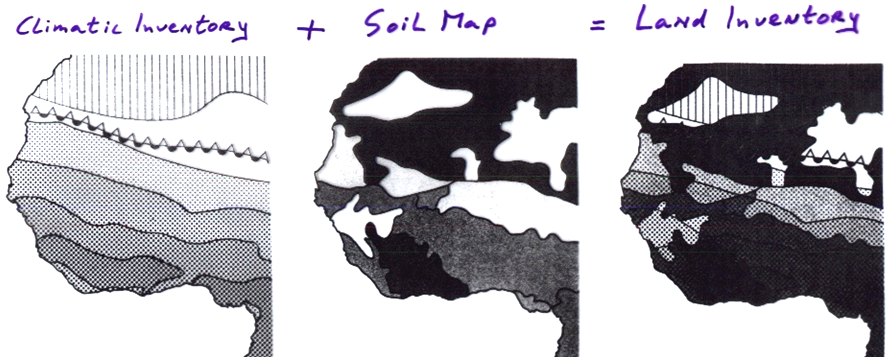 Climatic Inventory + Soil Map = Land Inventory